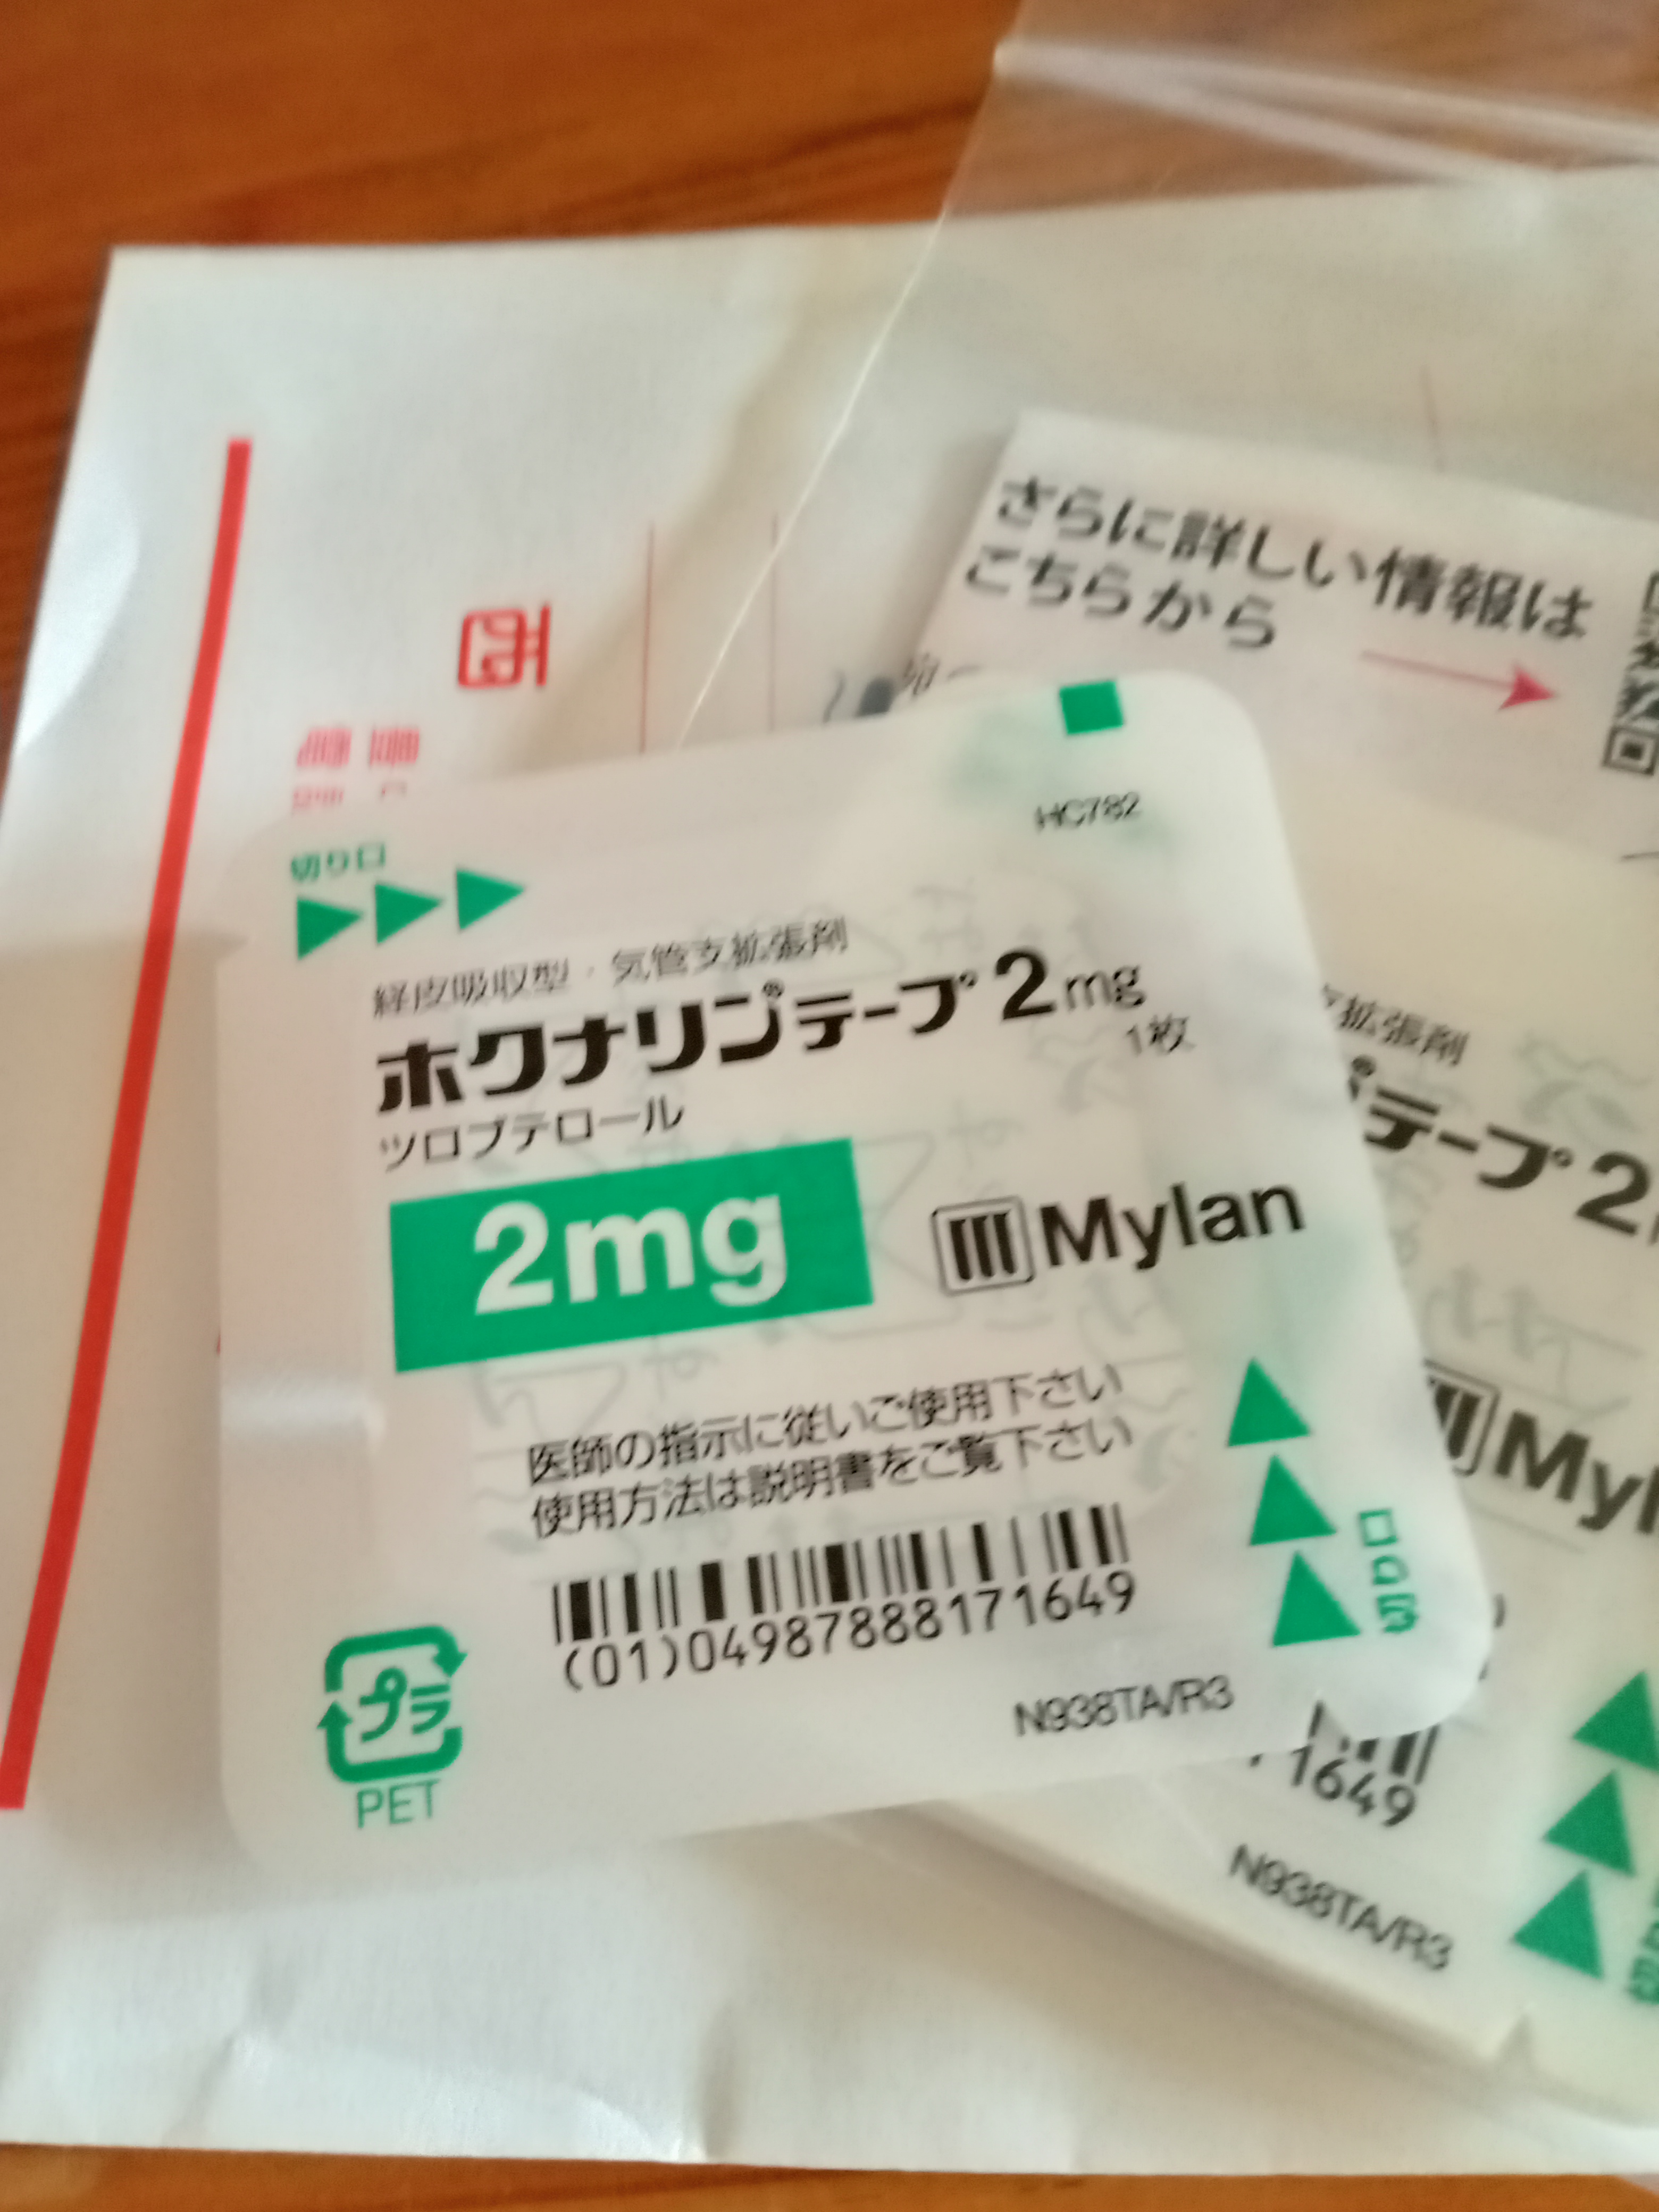 さらに詳しい情報は
こちらから
HC782
切り口
経皮吸収型・気管支拡張剤
ホクナリン®テープ2mg
1枚
ツロブテロール
2mg
Mylan
医師の指示に従いご使用下さい
使用方法は説明書をご覧下さい
(01)04987888171649
切り口
N938TA/R3
プラ
PET
拡張剤
テープ2
Myl
1649
N938TA/R3